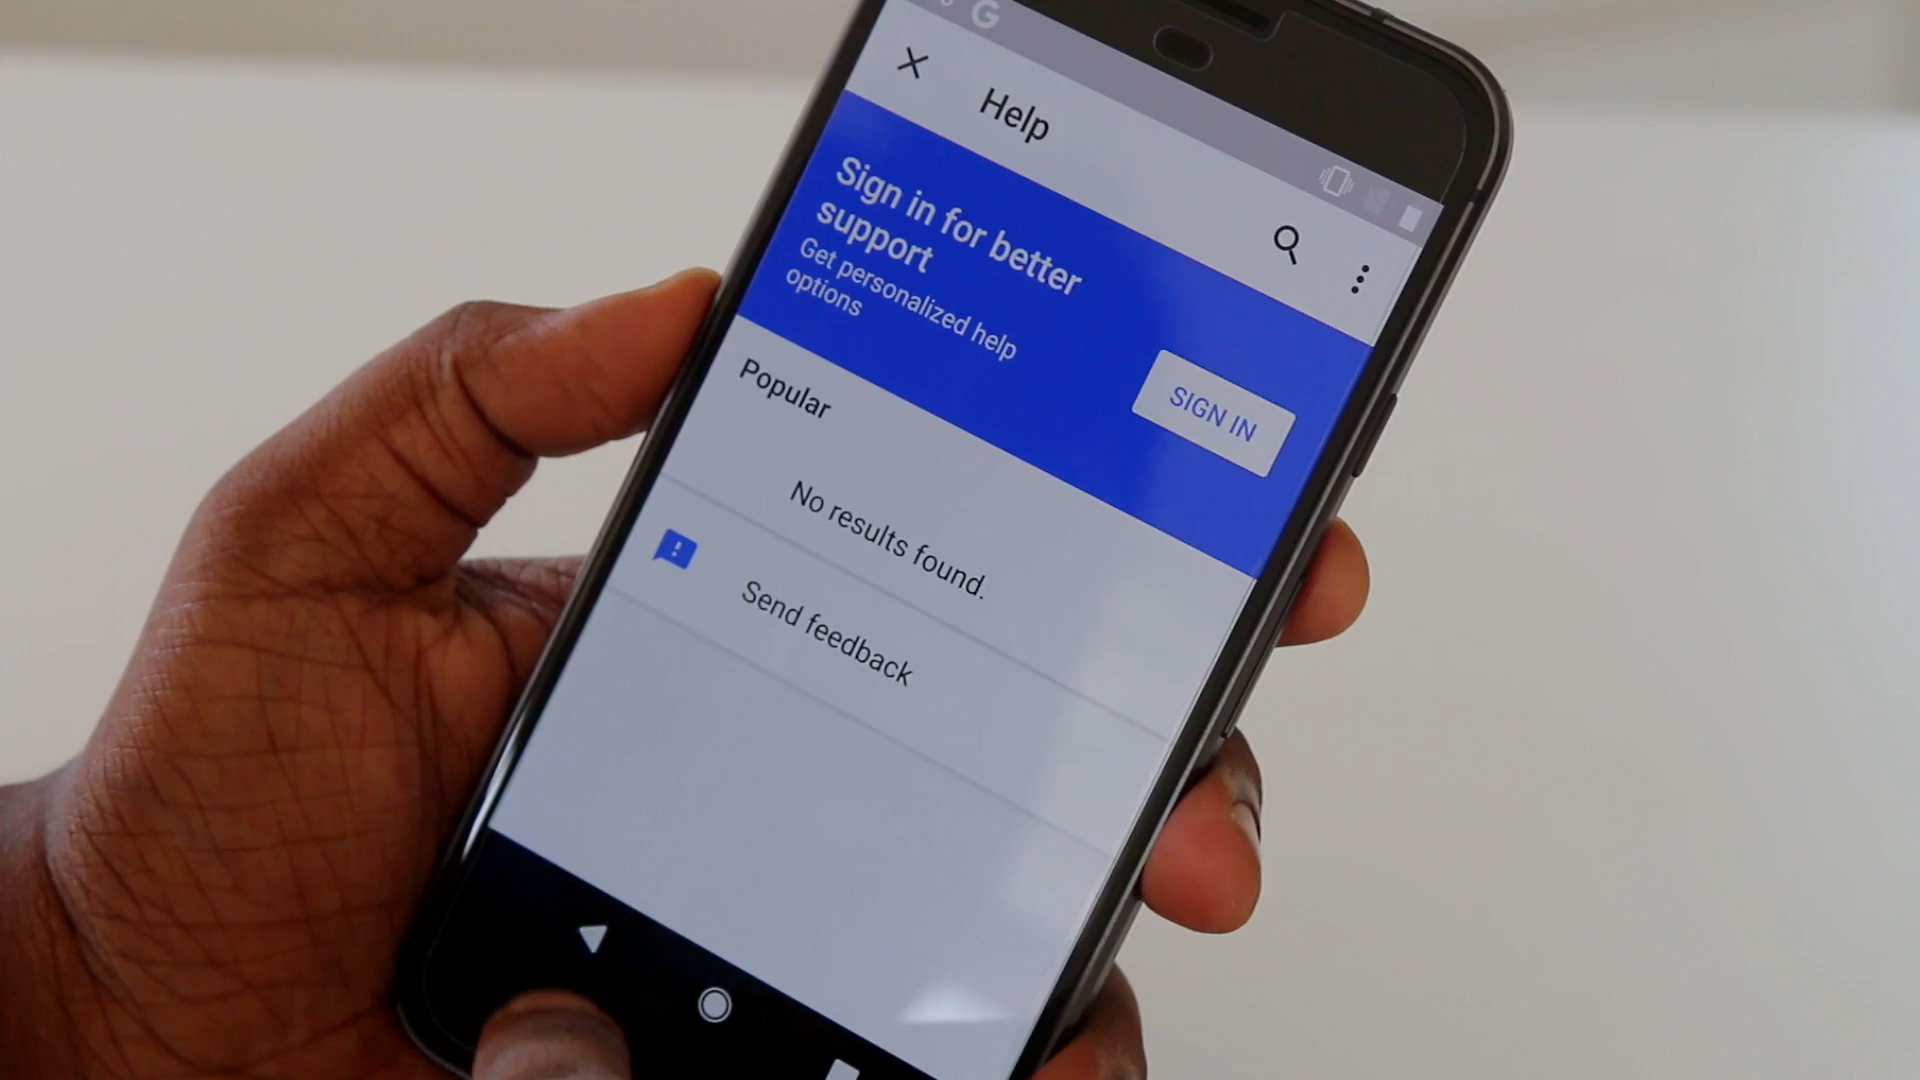 G
Help
Sign in for better
support
Get personalized help
options
SIGN IN
Popular
No results found.
Send feedback